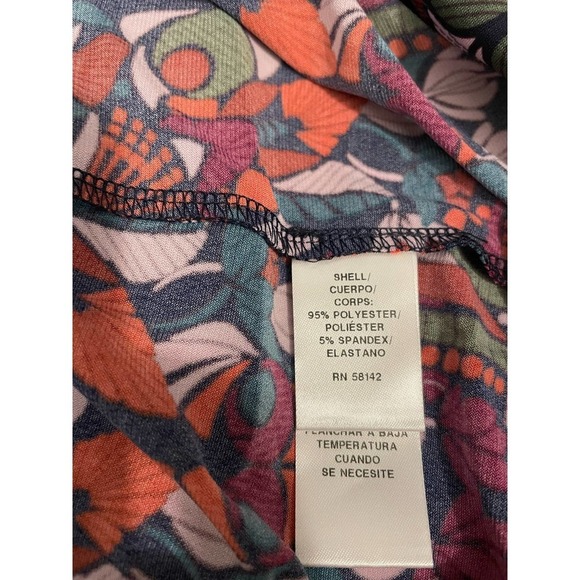 SHELL/
CUERPO/
CORPS:
95% POLYESTER/
POLIÉSTER
5% SPANDEX/
ELASTANO
RN 58142
PLANCHAR A BAJA
TEMPERATURA
CUANDO
SE NECESITE